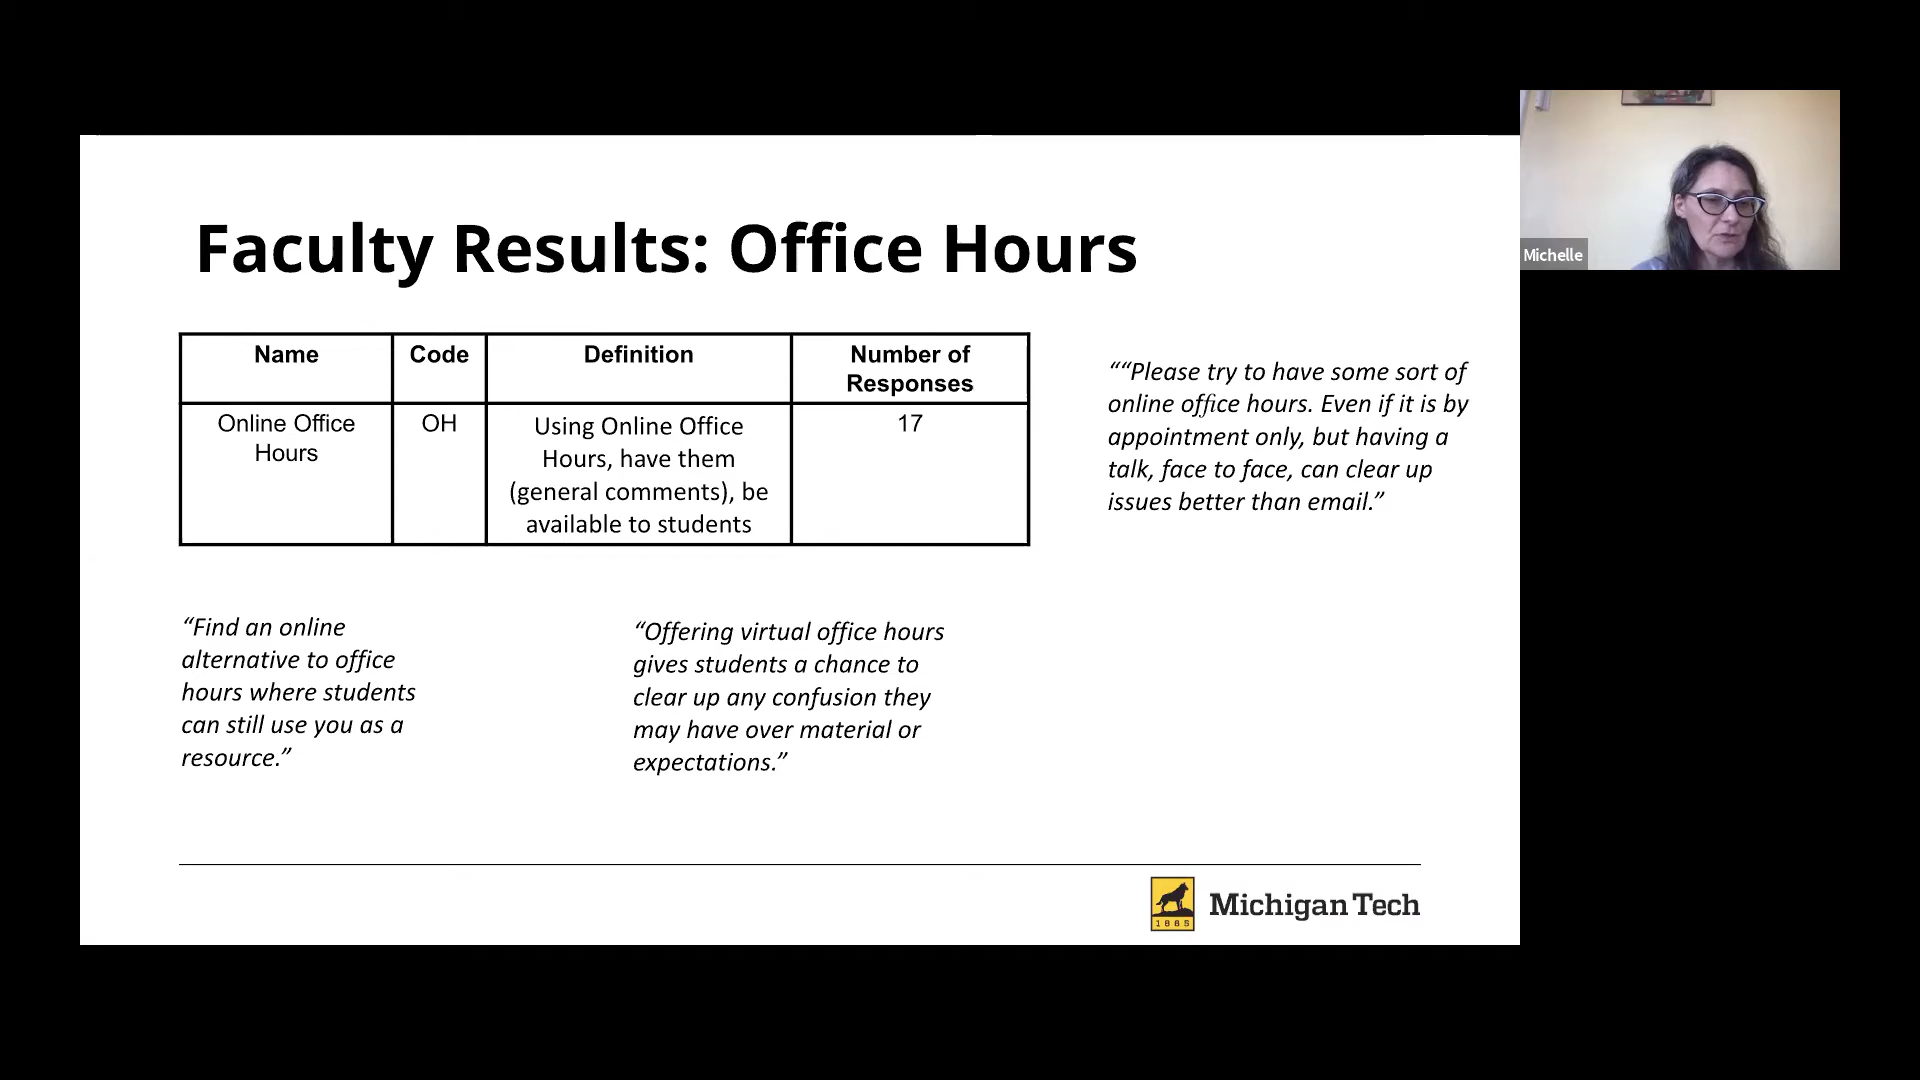 Faculty Results: Office Hours
Name
Code
Definition
Number of
Responses
Online Office
Hours
OH
Using Online Office
Hours, have them
(general comments), be
available to students
17
““Please try to have some sort of
online office hours. Even if it is by
appointment only, but having a
talk, face to face, can clear up
issues better than email.”
“Find an online
alternative to office
hours where students
can still use you as a
resource.”
“Offering virtual office hours
gives students a chance to
clear up any confusion they
may have over material or
expectations.”
1885
Michigan Tech
Michelle